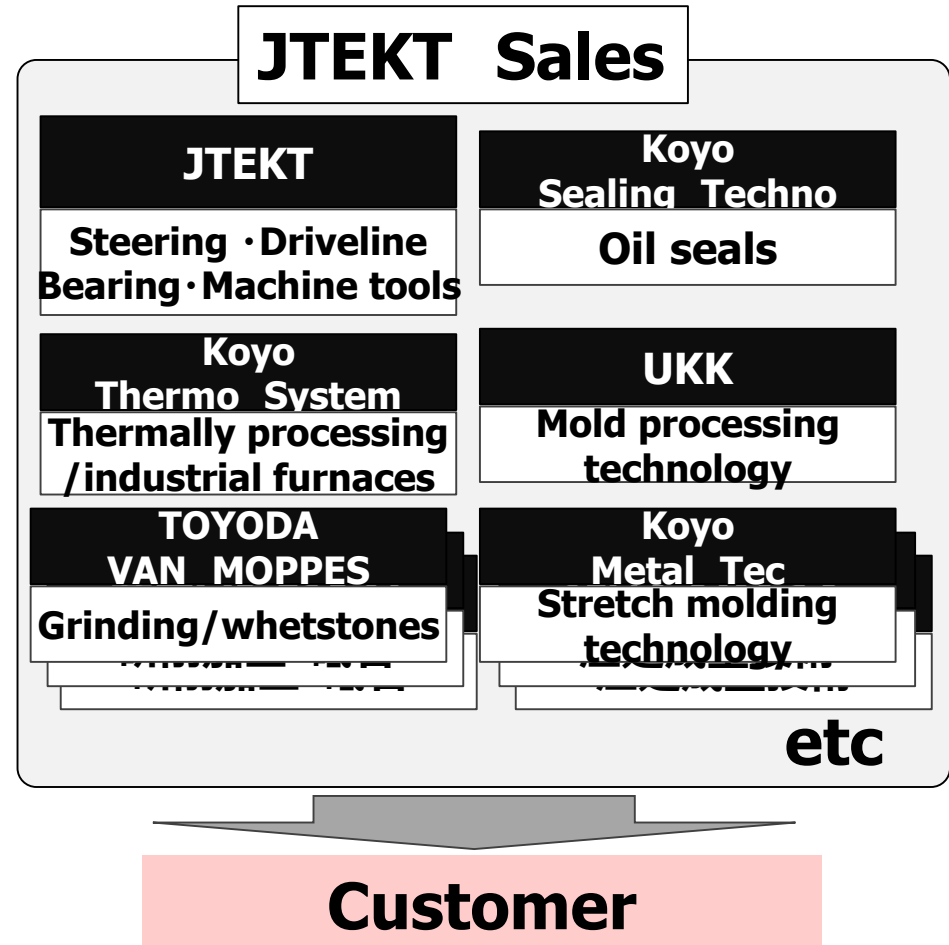 JTEKT Sales
JTEKT
Steering・Driveline
Bearing・Machine tools
Koyo
Sealing Techno
Oil seals
Koyo
Thermo System
Thermally processing
/industrial furnaces
UKK
Mold processing
technology
TOYODA
VAN MOPPES
Grinding/whetstones
Koyo
Metal Tec
Stretch molding
technology
etc
Customer